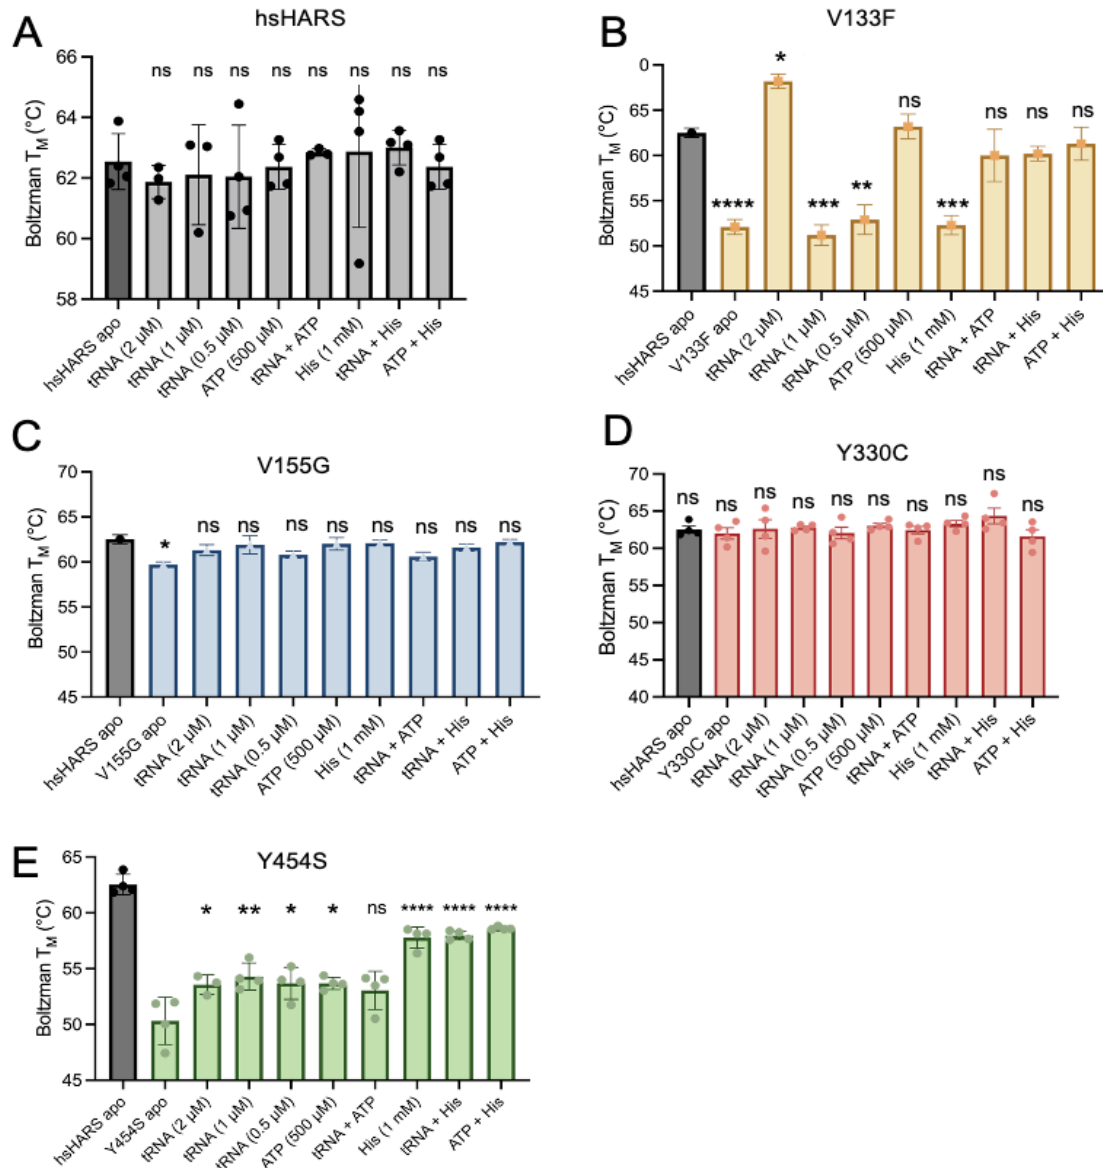 A
hsHARS
Boltzman TM (°C)
66
64
62
60
58
ns ns ns ns ns ns ns ns
hsHARS apo
tRNA (2 µM)
tRNA (1 µM)
tRNA (0.5 µM)
ATP (500 µM)
tRNA + ATP
His (1 mM)
tRNA + His
ATP + His
B
V133F
Boltzman TM (°C)
0
65
60
55
50
45
**** * *** ** ns *** ns ns ns
hsHARS apo
V133F apo
tRNA (2 µM)
tRNA (1 µM)
tRNA (0.5 µM)
ATP (500 µM)
His (1 mM)
tRNA + ATP
tRNA + His
ATP + His
C
V155G
Boltzman TM (°C)
70
65
60
55
50
45
* ns ns ns ns ns ns ns ns
hsHARS apo
V155G apo
tRNA (2 µM)
tRNA (1 µM)
tRNA (0.5 µM)
ATP (500 µM)
His (1 mM)
tRNA + ATP
tRNA + His
ATP + His
D
Y330C
Boltzman TM (°C)
70
65
60
55
50
45
40
ns ns ns ns ns ns ns ns ns ns
hsHARS apo
Y330C apo
tRNA (2 µM)
tRNA (1 µM)
tRNA (0.5 µM)
ATP (500 µM)
tRNA + ATP
His (1 mM)
tRNA + His
ATP + His
E
Y454S
Boltzman TM (°C)
65
60
55
50
45
* ** * * ns **** **** ****
hsHARS apo
Y454S apo
tRNA (2 µM)
tRNA (1 µM)
tRNA (0.5 µM)
ATP (500 µM)
tRNA + ATP
His (1 mM)
tRNA + His
ATP + His